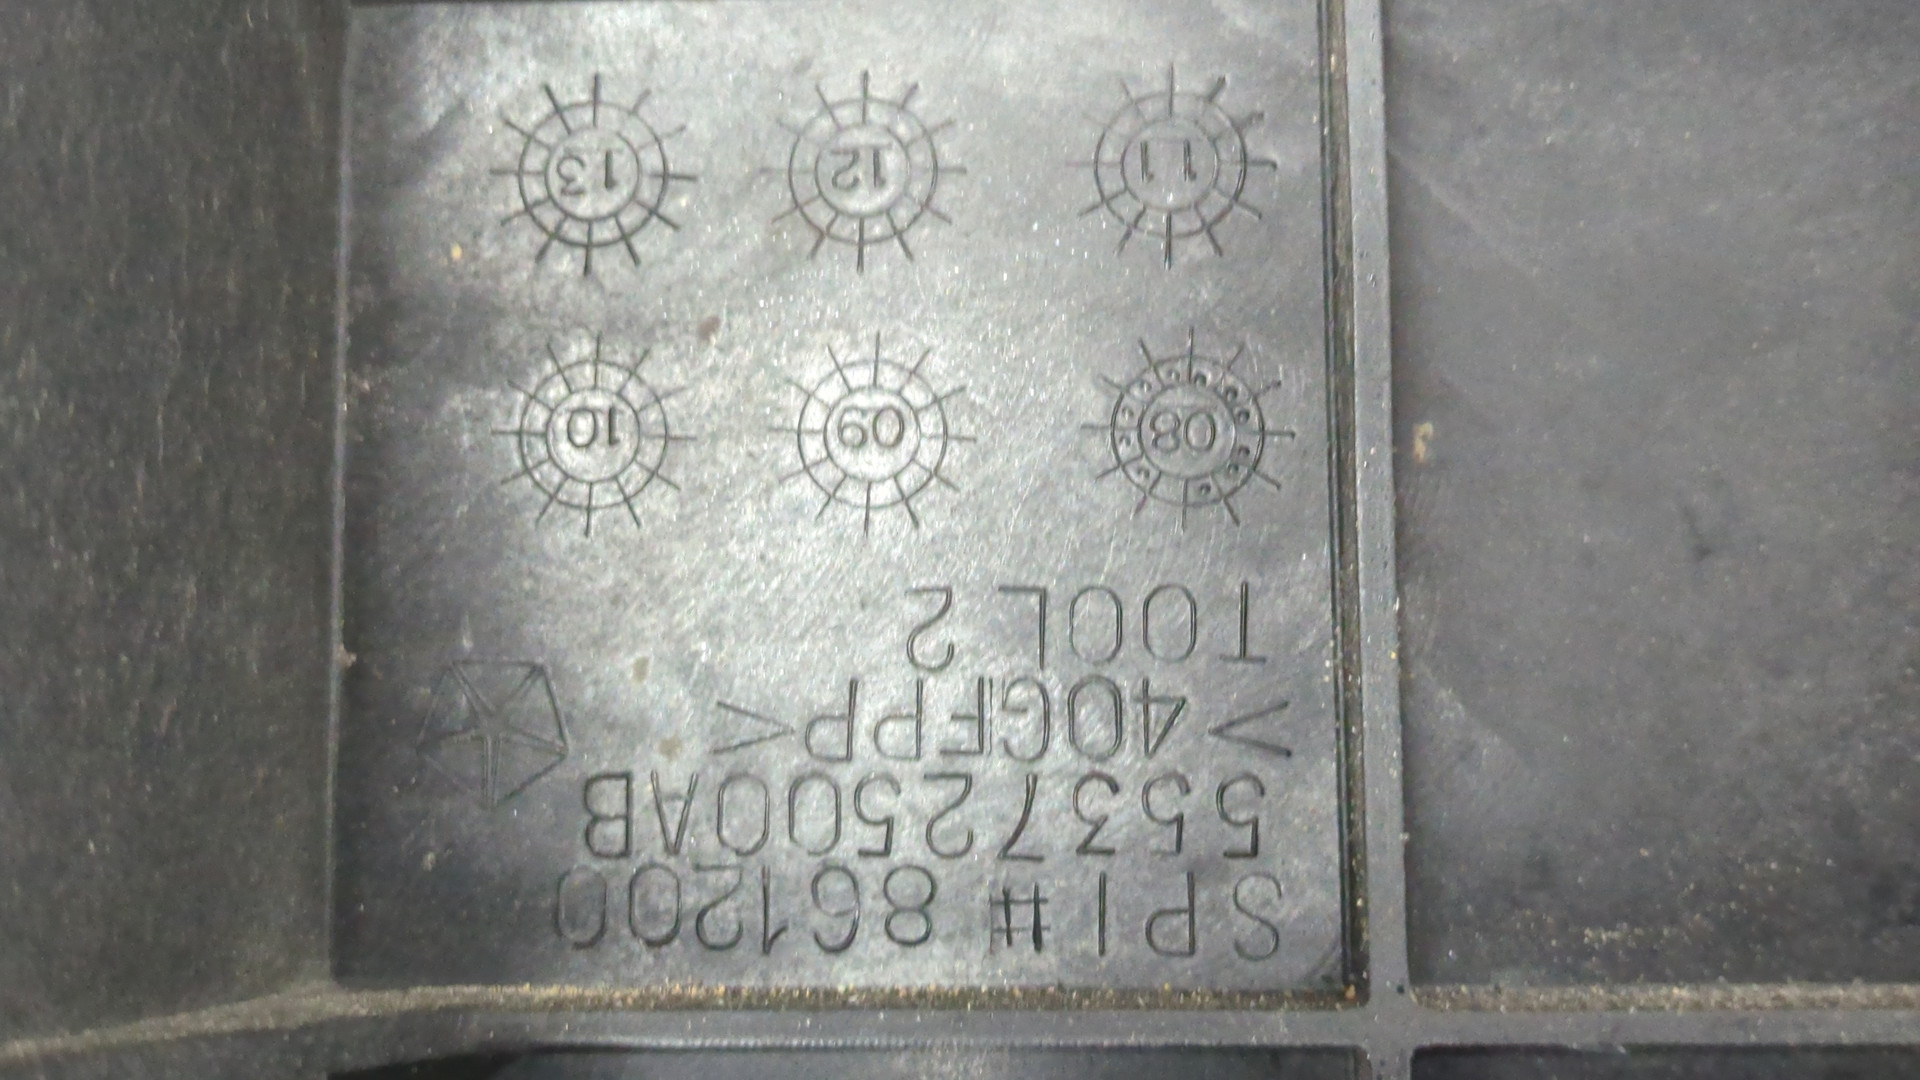 SPI# 861200
55372500AB
>40GFPP<
TOOL 2
08 09 10
11 12 13